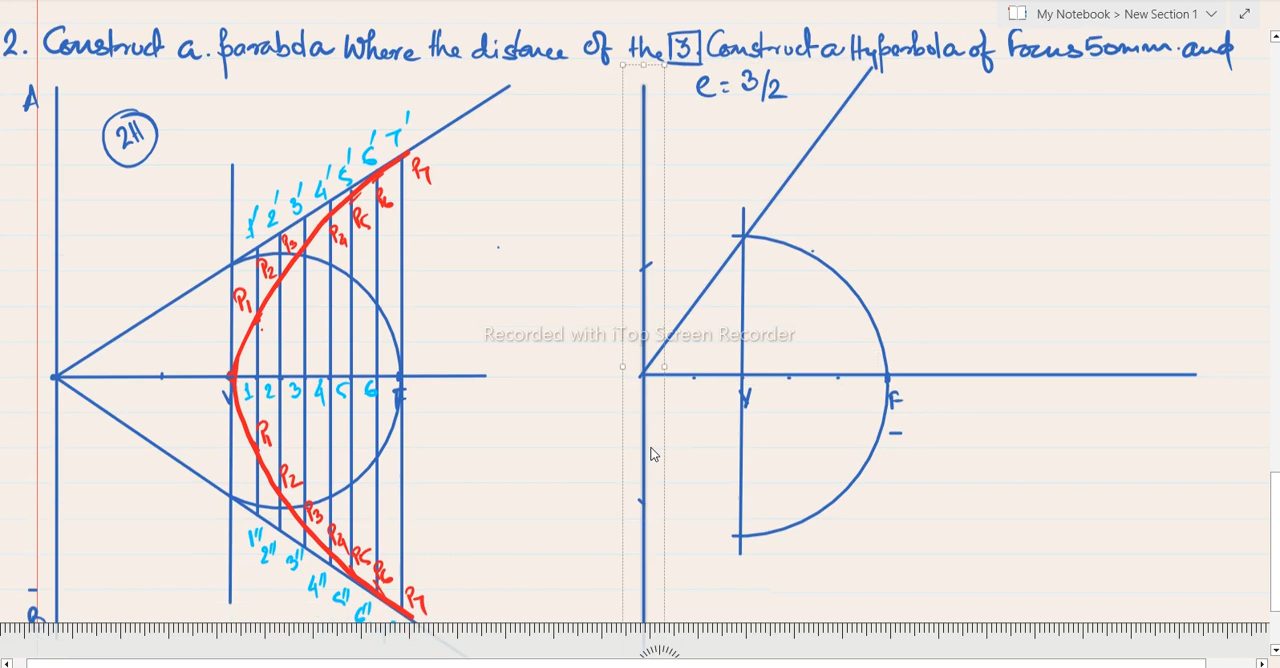 My Notebook > New Section 1
2. Construct a. parabola Where the distance of the
3 Construct a Hyperbola of Focus 50mm. and
e = 3/2
A
2H
1' 2' 3' 4' 5' 6' 7'
P1 P2 P3 P4 P5 P6 P7
V 1 2 3 4 5 6 F
P1 P2 P3 P4 P5 P6 P7
1" 2" 3" 4" 5" 6"
B
V F
Recorded with iTop Screen Recorder